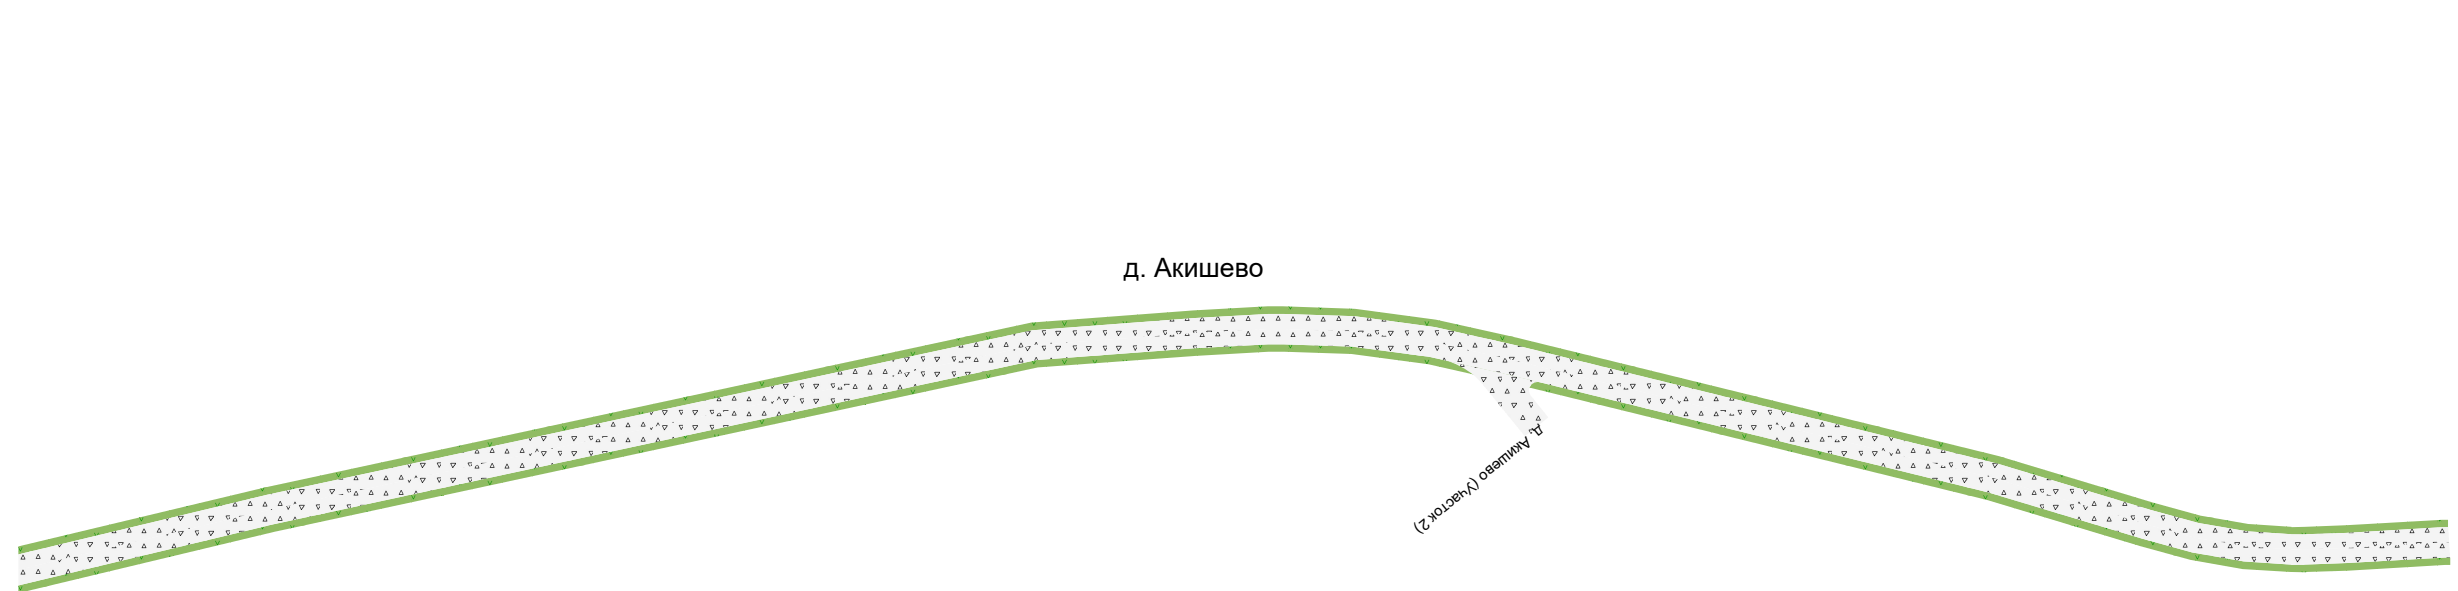 д. Акишево
д. Акишево (Участок 2)